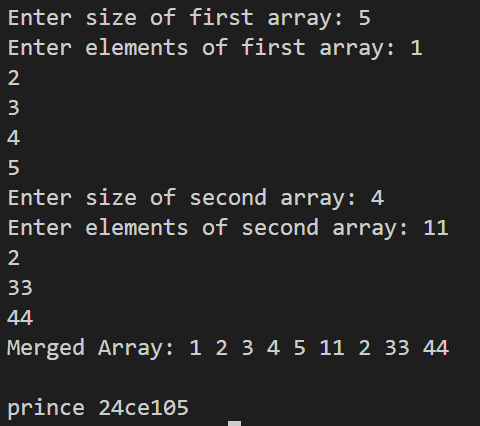 Enter size of first array: 5
Enter elements of first array: 1
2
3
4
5
Enter size of second array: 4
Enter elements of second array: 11
2
33
44
Merged Array: 1 2 3 4 5 11 2 33 44
prince 24ce105